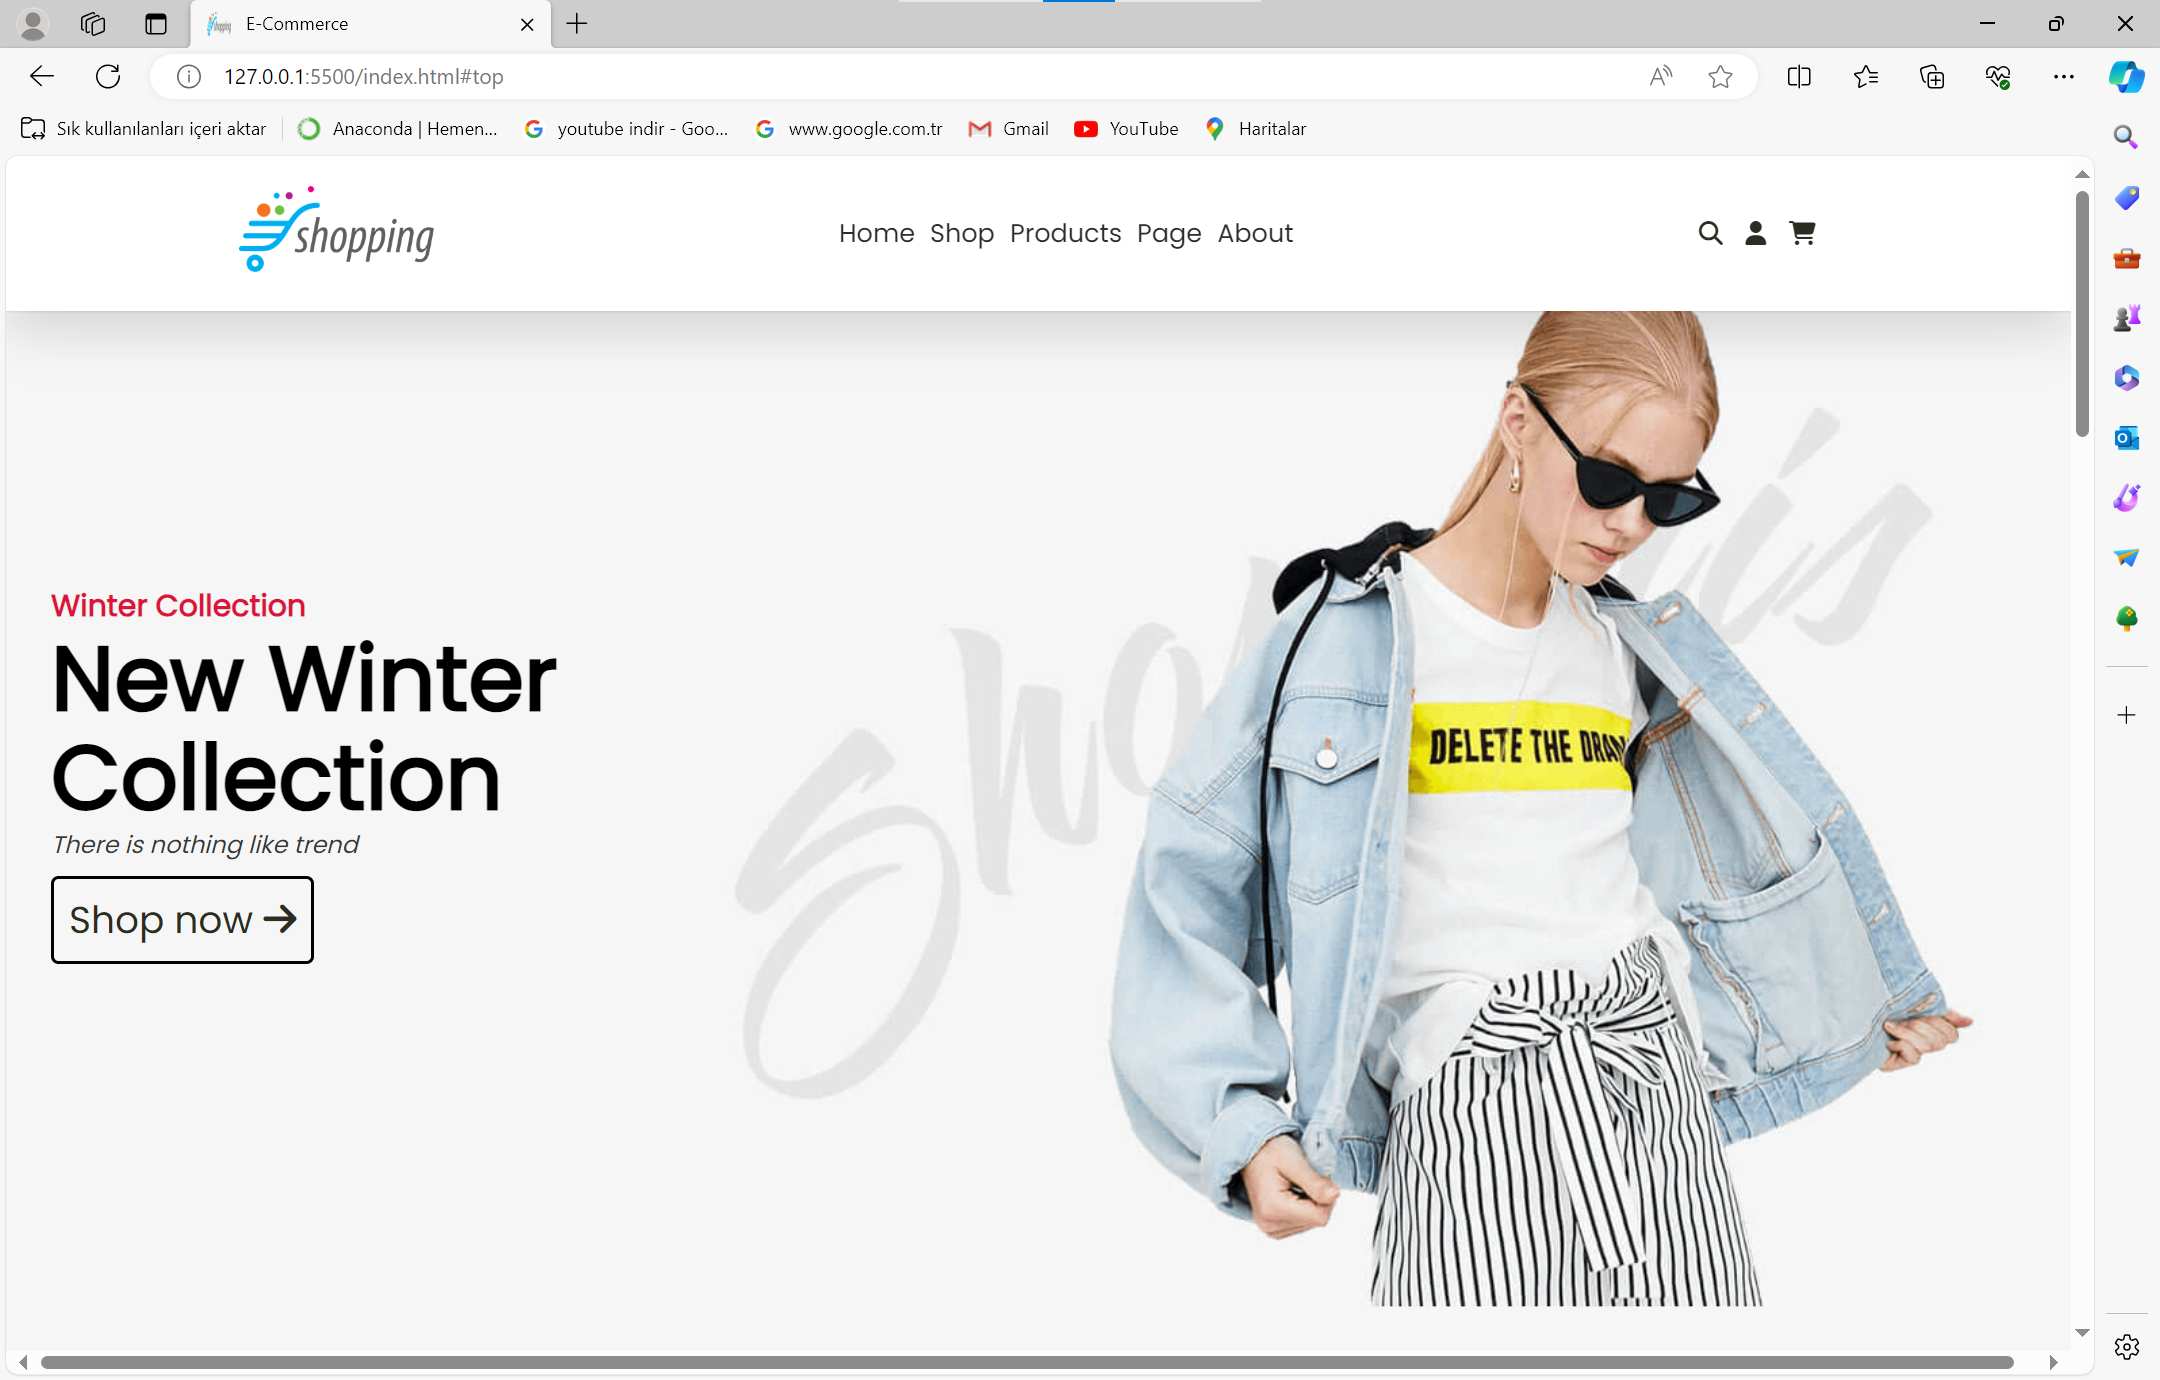 E-Commerce
127.0.0.1:5500/index.html#top
Sık kullanılanları içeri aktar
Anaconda | Hemen...
youtube indir - Goo...
www.google.com.tr
Gmail
YouTube
Haritalar
shopping
Home Shop Products Page About
Winter Collection
New Winter
Collection
There is nothing like trend
Shop now
DELETE THE